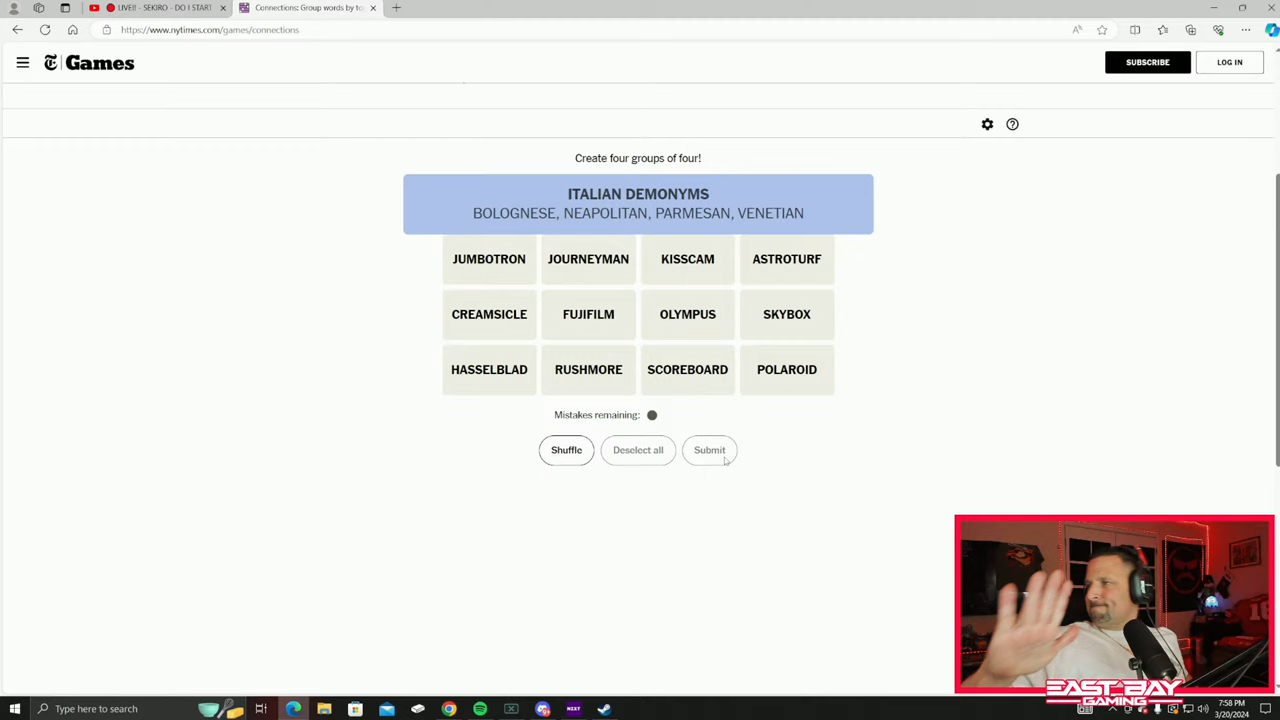 LIVE!! - SEKIRO - DO I START
Connections: Group words by to
https://www.nytimes.com/games/connections
Games
SUBSCRIBE
LOG IN
Create four groups of four!
ITALIAN DEMONYMS
BOLOGNESE, NEAPOLITAN, PARMESAN, VENETIAN
JUMBOTRON JOURNEYMAN KISSCAM ASTROTURF
CREAMSICLE FUJIFILM OLYMPUS SKYBOX
HASSELBLAD RUSHMORE SCOREBOARD POLAROID
Mistakes remaining:
Shuffle Deselect all Submit
EAST BAY
GAMING
Type here to search
NEXT
7:58 PM
3/20/2024